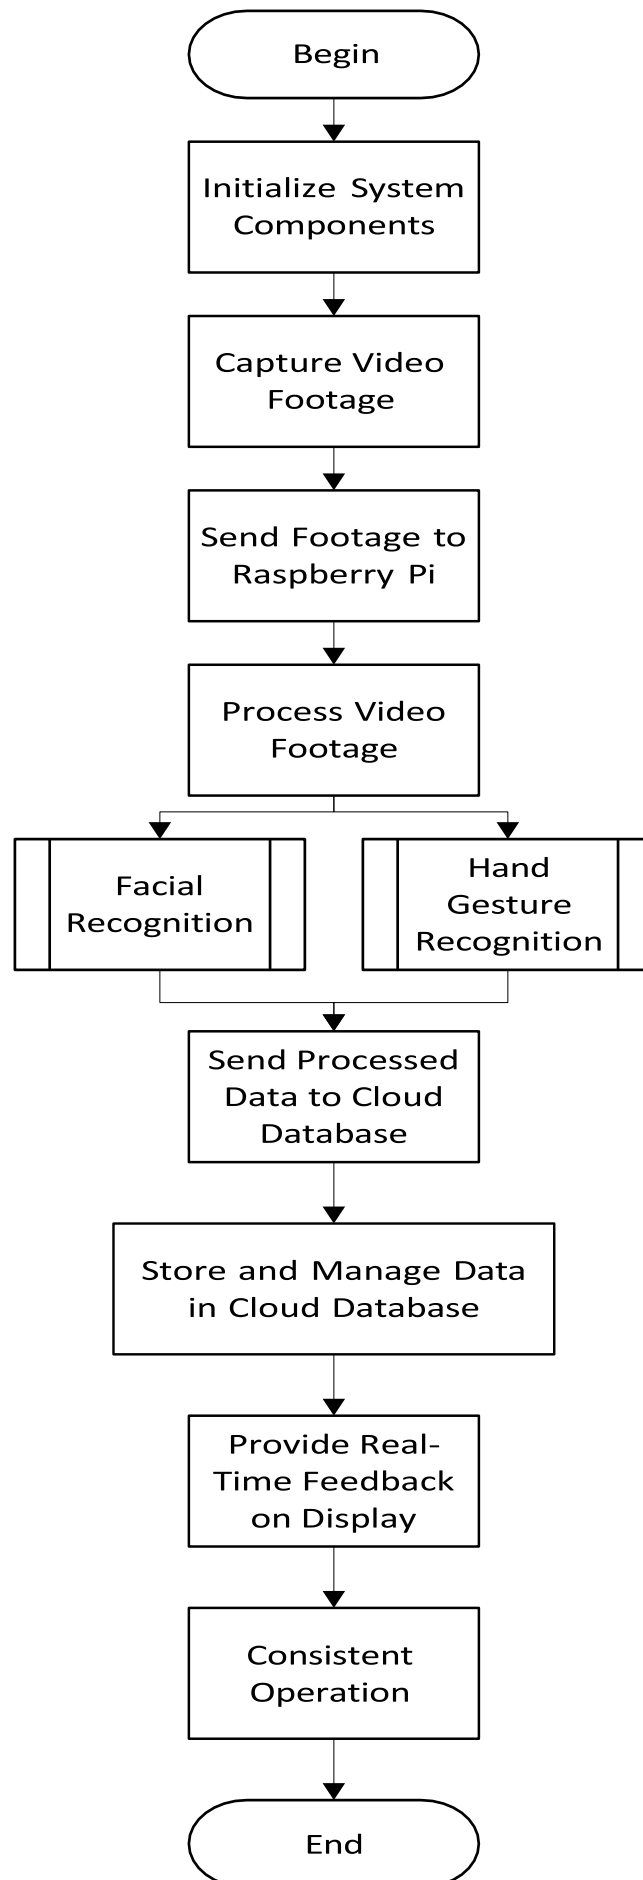 Begin
Initialize System
Components
Capture Video
Footage
Send Footage to
Raspberry Pi
Process Video
Footage
Facial
Recognition
Hand
Gesture
Recognition
Send Processed
Data to Cloud
Database
Store and Manage Data
in Cloud Database
Provide Real-
Time Feedback
on Display
Consistent
Operation
End